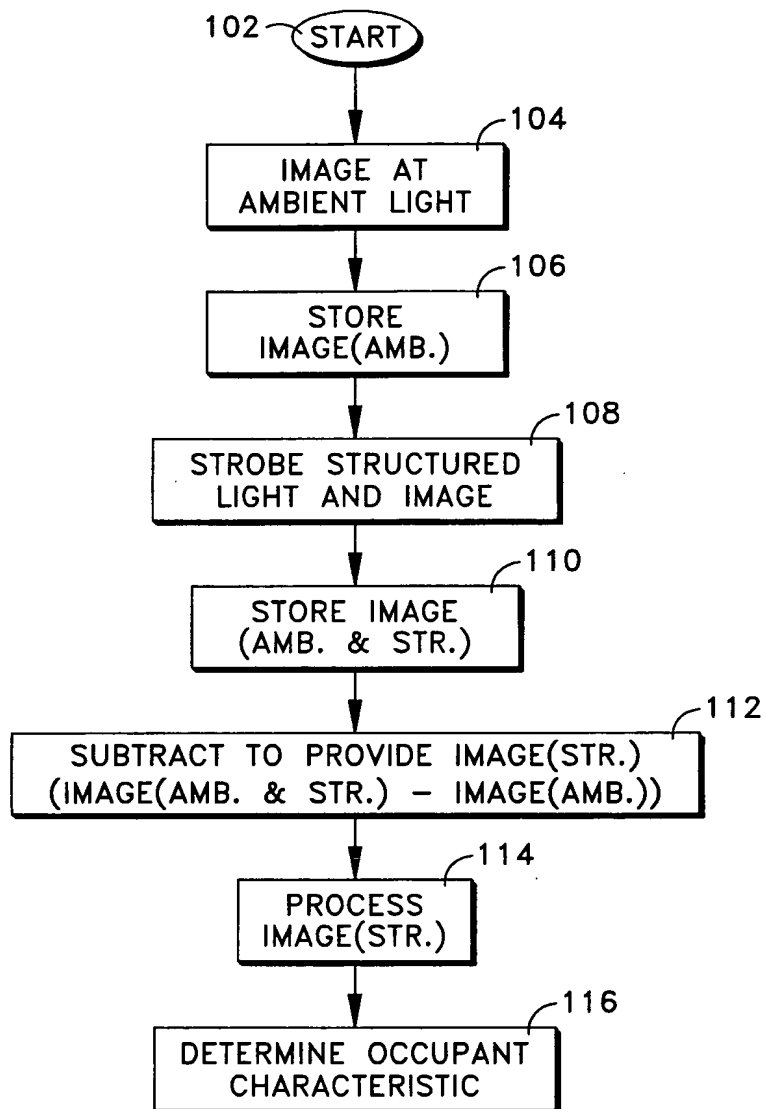 102
START
104
IMAGE AT
AMBIENT LIGHT
106
STORE
IMAGE(AMB.)
108
STROBE STRUCTURED
LIGHT AND IMAGE
110
STORE IMAGE
(AMB. & STR.)
112
SUBTRACT TO PROVIDE IMAGE(STR.)
(IMAGE(AMB. & STR.) – IMAGE(AMB.))
114
PROCESS
IMAGE(STR.)
116
DETERMINE OCCUPANT
CHARACTERISTIC